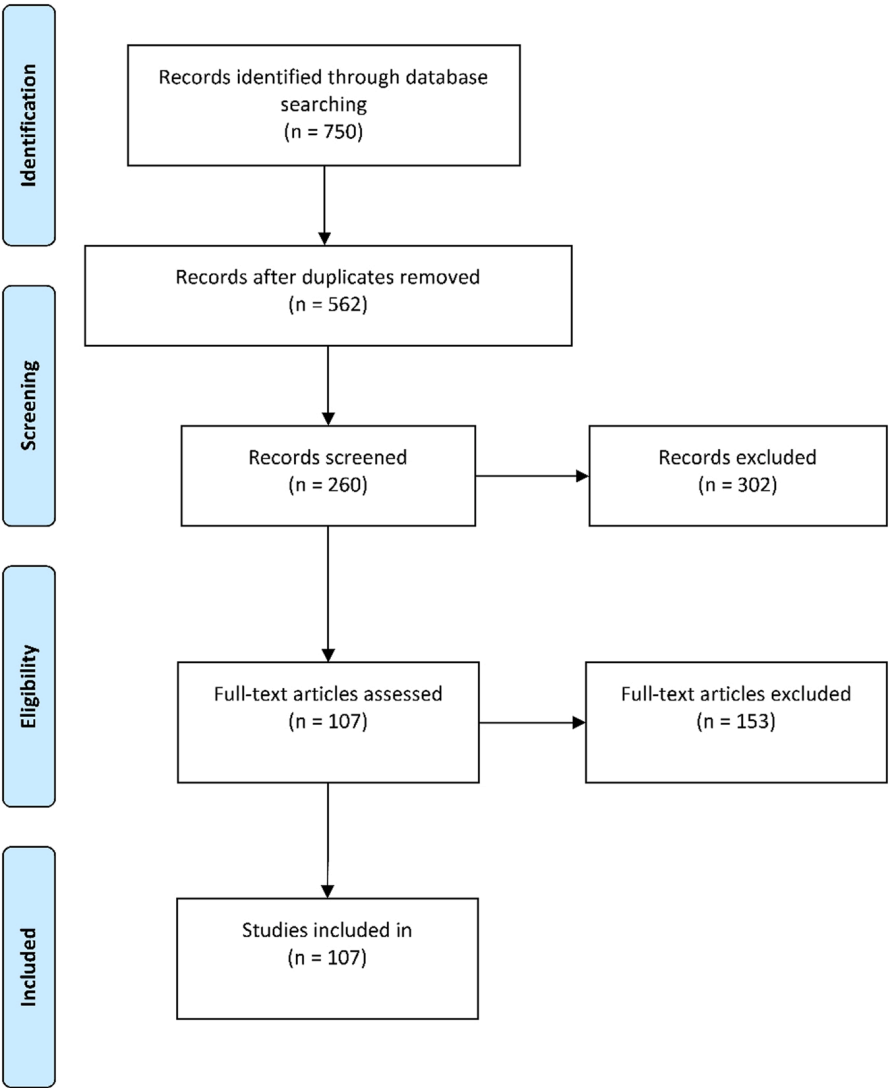 Identification
Records identified through database
searching
(n = 750)
Records after duplicates removed
(n = 562)
Screening
Records screened
(n = 260)
Records excluded
(n = 302)
Eligibility
Full-text articles assessed
(n = 107)
Full-text articles excluded
(n = 153)
Included
Studies included in
(n = 107)